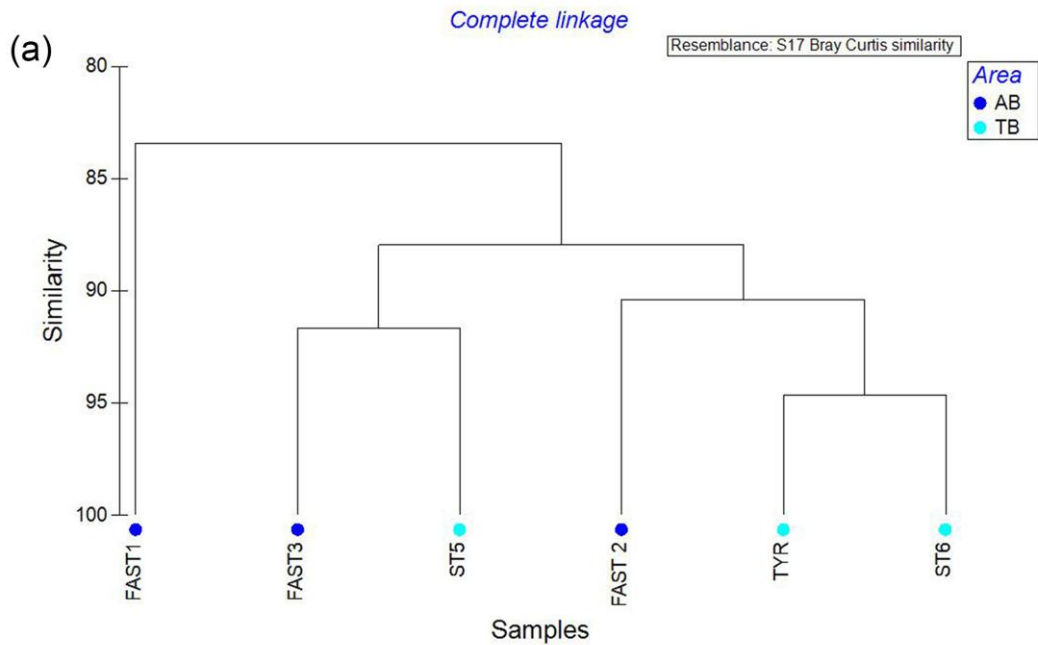 (a)
Complete linkage
Resemblance: S17 Bray Curtis similarity
Area
AB
TB
Similarity
80
85
90
95
100
FAST1
FAST3
ST5
FAST 2
TYR
ST6
Samples